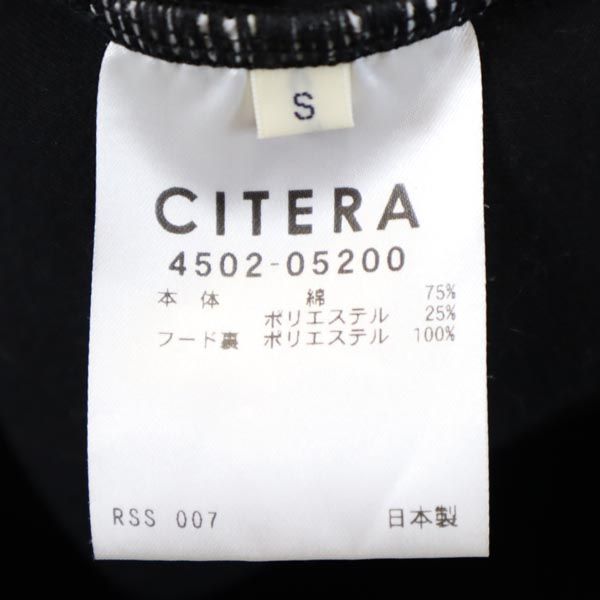 S
CITERA
4502-05200
本体 綿 75%
ポリエステル 25%
フード裏 ポリエステル 100%
RSS 007 日本製